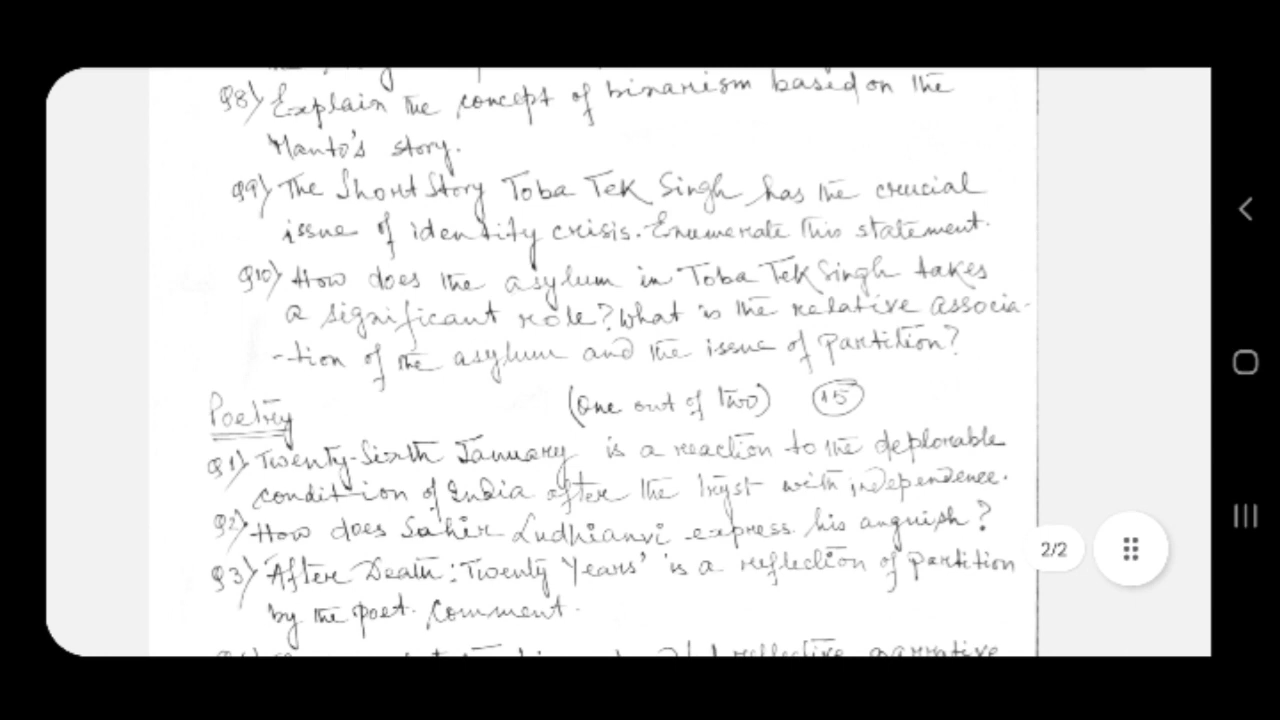 Q8) Explain the concept of binarism based on the
Manto's story.
Q9) The Short Story Toba Tek Singh has the crucial
issue of identity crisis. Enumerate this statement.
Q10) How does the asylum in Toba Tek Singh takes
a significant role? What is the relative associa-
-tion of the asylum and the issue of partition?
Poetry (One out of two) 15
Q1) Twenty-Sixth January is a reaction to the deplorable
condition of India after the tryst with independence.
Q2) How does Sahir Ludhianvi express his anguish?
Q3) 'After Death: Twenty Years' is a reflection of partition
by the poet. Comment.
reflective narrative
2/2